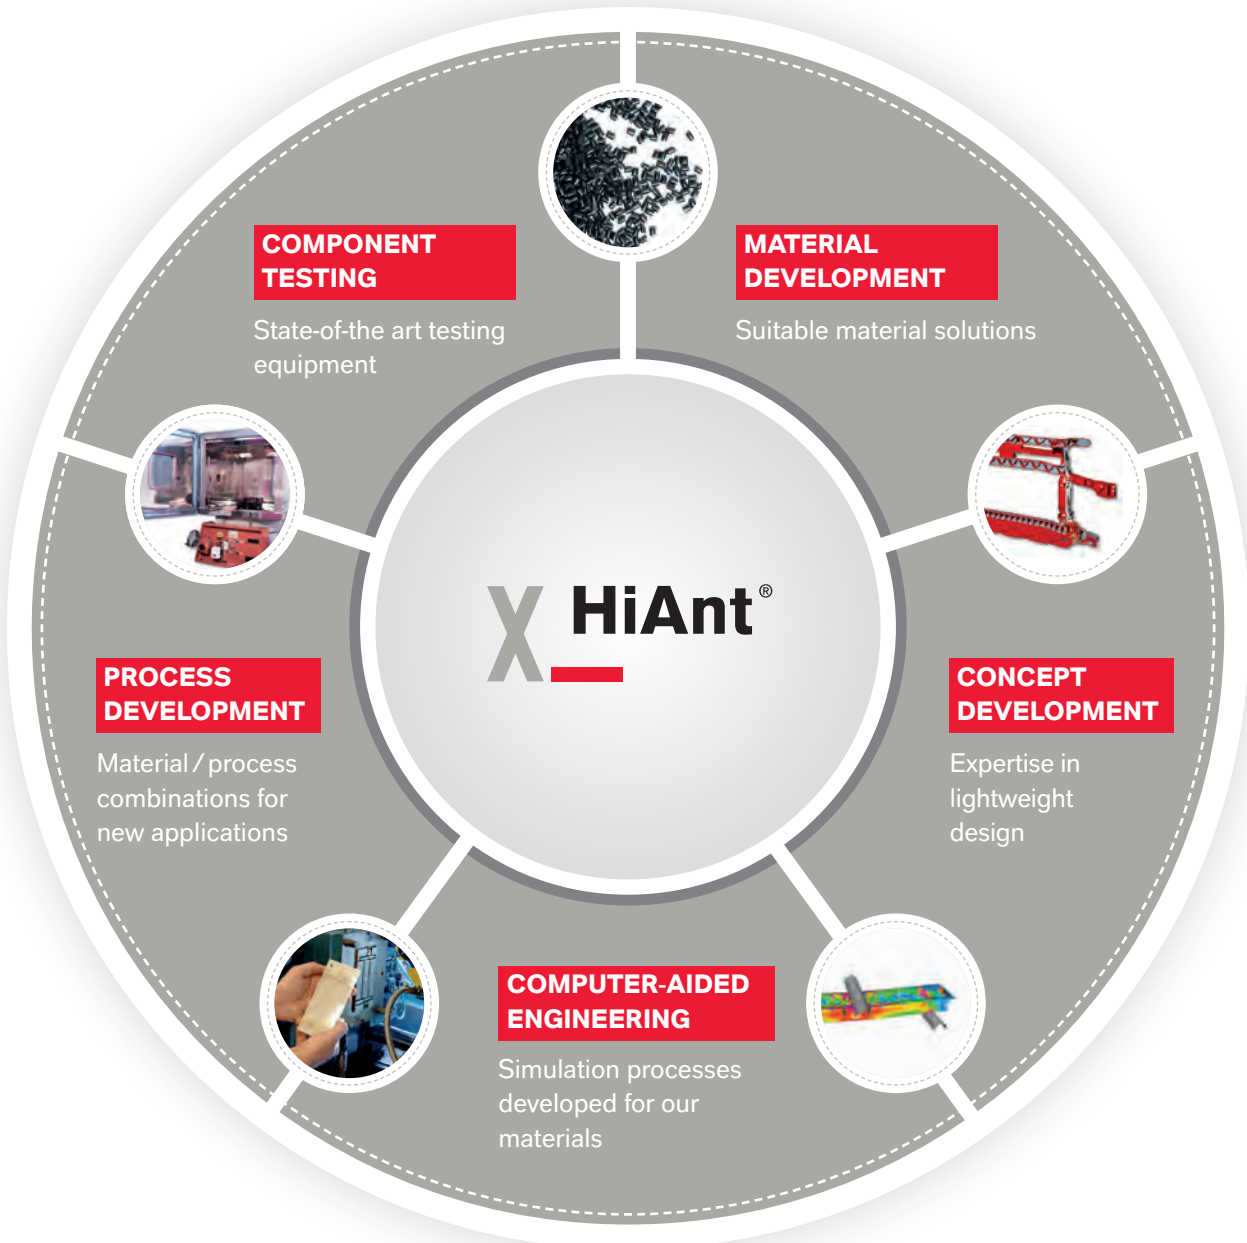 COMPONENT
TESTING
State-of-the art testing
equipment
MATERIAL
DEVELOPMENT
Suitable material solutions
X HiAnt®
PROCESS
DEVELOPMENT
Material / process
combinations for
new applications
CONCEPT
DEVELOPMENT
Expertise in
lightweight
design
COMPUTER-AIDED
ENGINEERING
Simulation processes
developed for our
materials